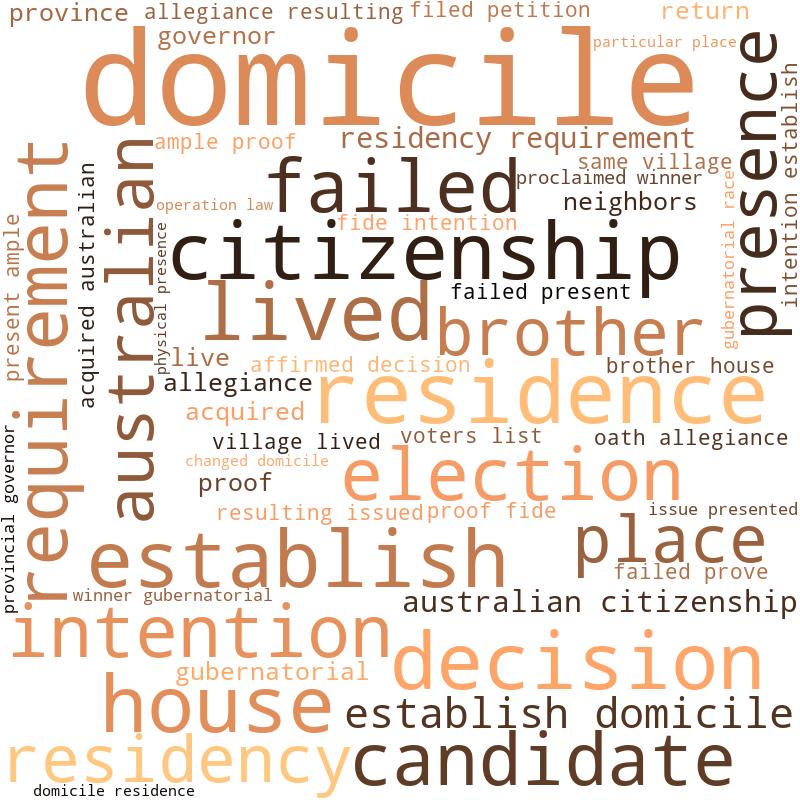 province
allegiance resulting
filed petition
return
governor
particular place
domicile
presence
intention establish
ample proof
residency requirement
requirement
australian
failed
same village
proclaimed winner
acquired australian
operation law
neighbors
gubernatorial race
present ample
fide intention
citizenship
physical presence
failed present
lived
brother
live
affirmed decision
brother house
allegiance
residence
acquired
village lived
voters list
oath allegiance
provincial governor
changed domicile
election
proof
resulting issued
proof fide
issue presented
place
establish
failed prove
winner gubernatorial
australian citizenship
intention
decision
gubernatorial
house
establish domicile
residency
candidate
domicile residence